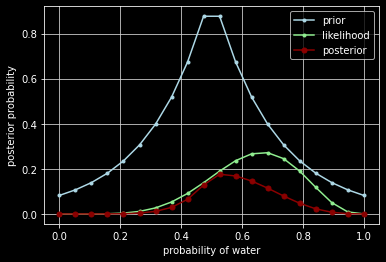 prior
likelihood
posterior
posterior probability
0.8
0.6
0.4
0.2
0.0
0.0 0.2 0.4 0.6 0.8 1.0
probability of water